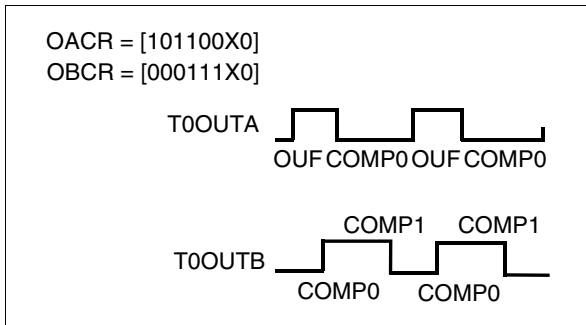 OACR = [101100X0]
OBCR = [000111X0]
T0OUTA
OUF COMP0 OUF COMP0
COMP1 COMP1
T0OUTB
COMP0 COMP0